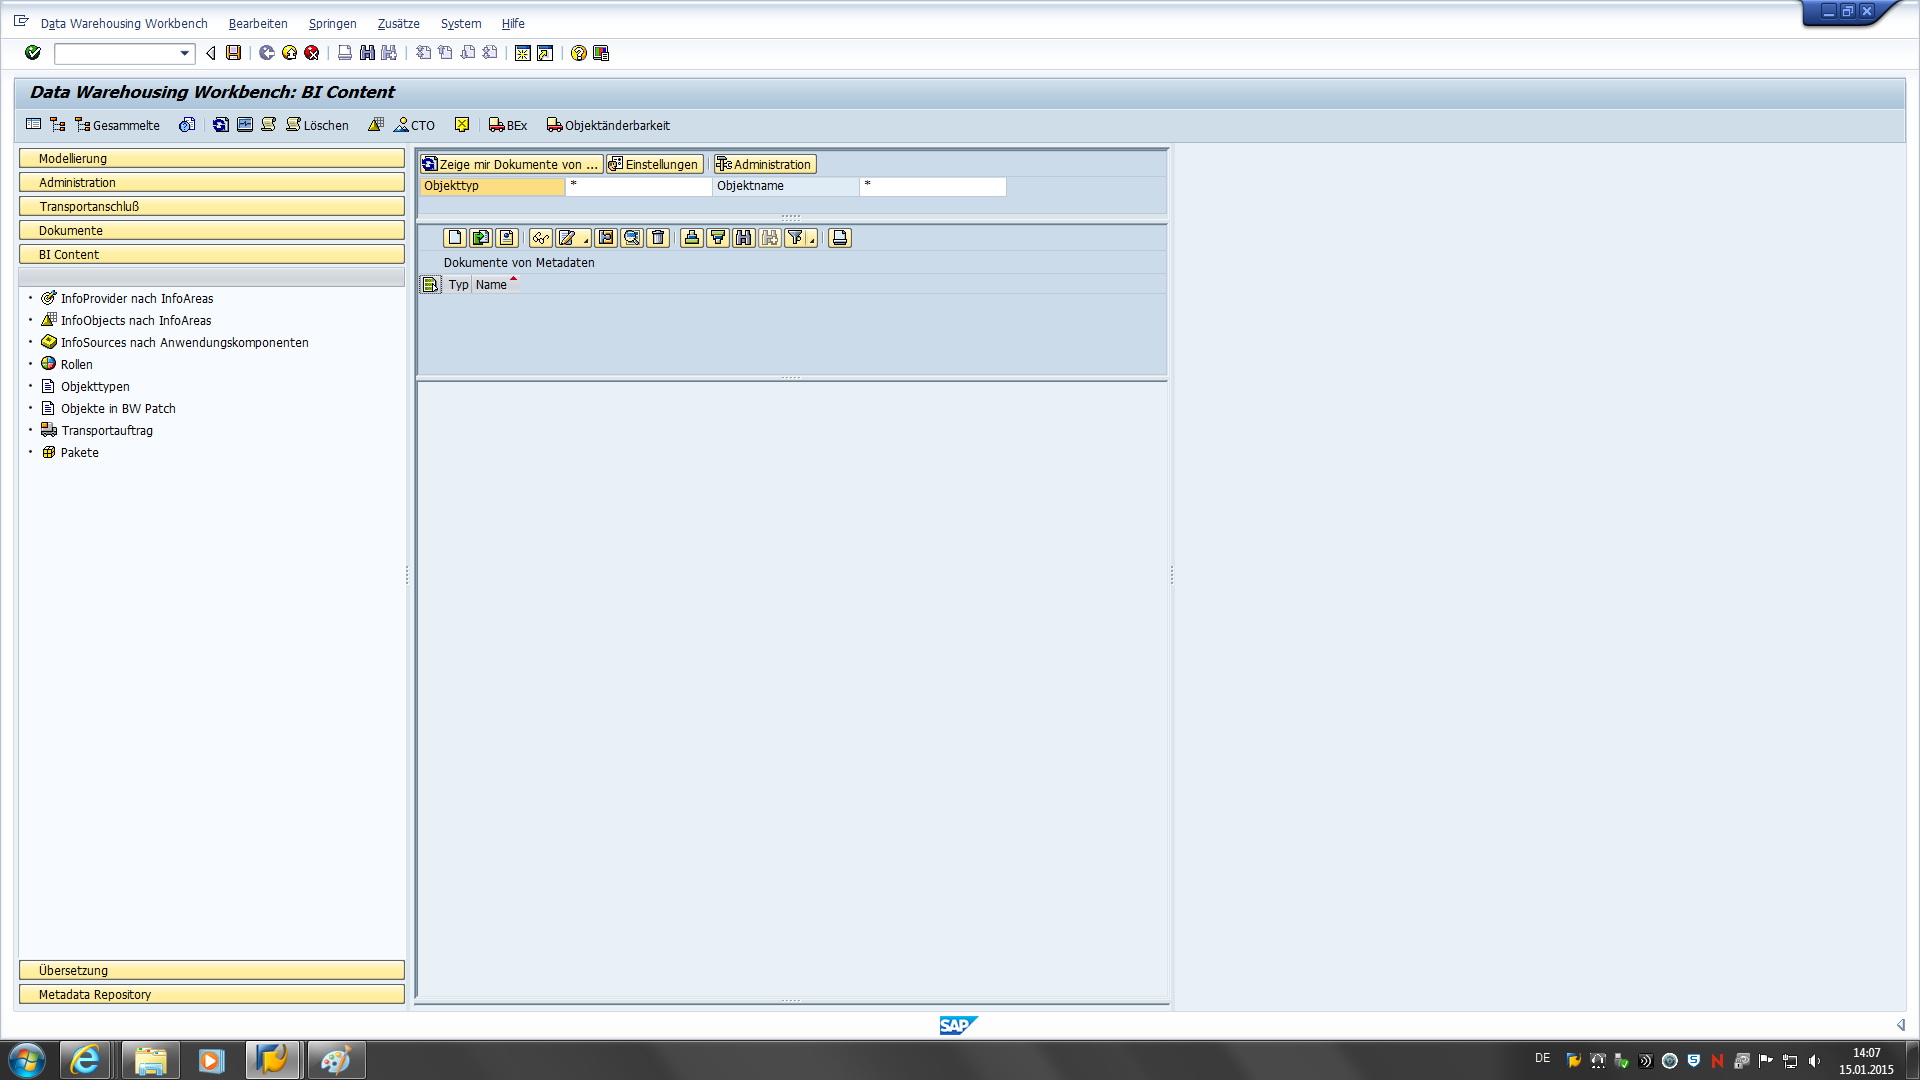 Data Warehousing Workbench Bearbeiten Springen Zusätze System Hilfe
Data Warehousing Workbench: BI Content
Gesammelte Löschen CTO BEx Objektänderbarkeit
Modellierung
Administration
Transportanschluß
Dokumente
BI Content
InfoProvider nach InfoAreas
InfoObjects nach InfoAreas
InfoSources nach Anwendungskomponenten
Rollen
Objekttypen
Objekte in BW Patch
Transportauftrag
Pakete
Übersetzung
Metadata Repository
Zeige mir Dokumente von ... Einstellungen Administration
Objekttyp * Objektname *
Dokumente von Metadaten
Typ Name
SAP
DE
14:07
15.01.2015